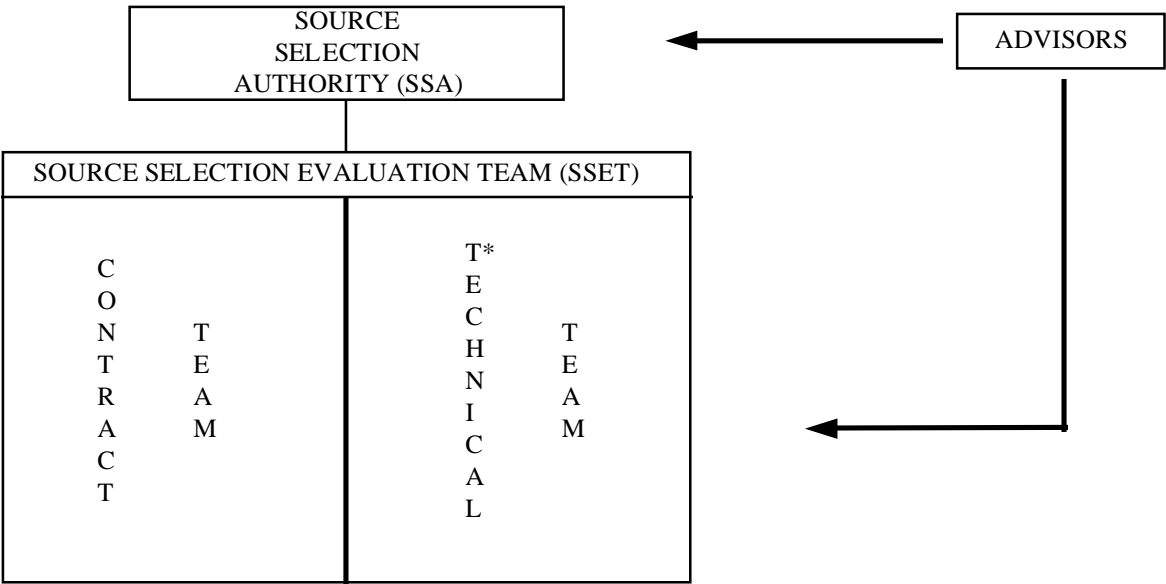 SOURCE
SELECTION
AUTHORITY (SSA)
ADVISORS
SOURCE SELECTION EVALUATION TEAM (SSET)
CONTRACT
TEAM
T*ECHNICAL
TEAM